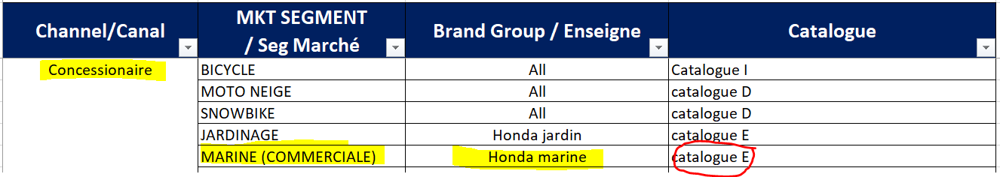 Channel/Canal MKT SEGMENT / Seg Marché Brand Group / Enseigne Catalogue
Concessionaire BICYCLE All Catalogue I
MOTO NEIGE All catalogue D
SNOWBIKE All catalogue D
JARDINAGE Honda jardin catalogue E
MARINE (COMMERCIALE) Honda marine catalogue E